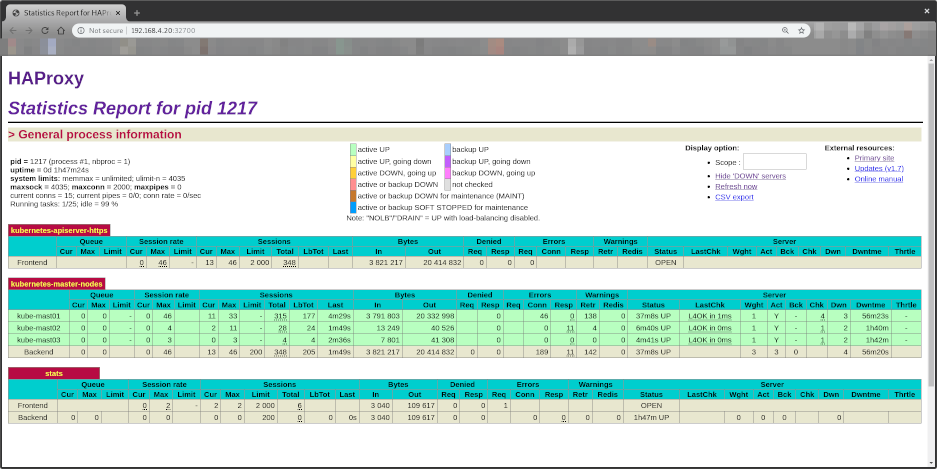 Statistics Report for HAPr
Not secure | 192.168.4.20:32700
HAProxy
Statistics Report for pid 1217
> General process information
pid = 1217 (process #1, nbproc = 1)
uptime = 0d 1h47m24s
system limits: memmax = unlimited; ulimit-n = 4035
maxsock = 4035; maxconn = 2000; maxpipes = 0
current conns = 15; current pipes = 0/0; conn rate = 0/sec
Running tasks: 1/25; idle = 99 %
active UP backup UP
active UP, going down backup UP, going down
active DOWN, going up backup DOWN, going up
active or backup DOWN not checked
active or backup DOWN for maintenance (MAINT)
active or backup SOFT STOPPED for maintenance
Note: "NOLB"/"DRAIN" = UP with load-balancing disabled.
Display option:
Scope :
Hide 'DOWN' servers
Refresh now
CSV export
External resources:
Primary site
Updates (v1.7)
Online manual
kubernetes-apiserver-https
Queue Session rate Sessions Bytes Denied Errors Warnings Server
Cur Max Limit Cur Max Limit Cur Max Limit Total LbTot Last In Out Req Resp Req Conn Resp Retr Redis Status LastChk Wght Act Bck Chk Dwn Dwntme Thrtle
Frontend 0 46 - 13 46 2 000 348 3 821 217 20 414 832 0 0 0 OPEN
kubernetes-master-nodes
Queue Session rate Sessions Bytes Denied Errors Warnings Server
Cur Max Limit Cur Max Limit Cur Max Limit Total LbTot Last In Out Req Resp Req Conn Resp Retr Redis Status LastChk Wght Act Bck Chk Dwn Dwntme Thrtle
kube-mast01 0 0 - 0 46 11 33 - 315 177 4m29s 3 791 803 20 332 998 0 46 0 138 0 37m8s UP L4OK in 1ms 1 Y - 4 3 56m23s -
kube-mast02 0 0 - 0 4 2 11 - 28 24 1m49s 13 249 40 526 0 0 11 4 0 6m40s UP L4OK in 0ms 1 Y - 1 2 1h40m -
kube-mast03 0 0 - 0 3 0 3 - 4 4 2m36s 7 801 41 308 0 0 0 0 0 4m41s UP L4OK in 0ms 1 Y - 1 2 1h42m -
Backend 0 0 0 46 13 46 200 348 205 1m49s 3 821 217 20 414 832 0 0 189 11 142 0 37m8s UP 3 3 0 4 56m20s
stats
Queue Session rate Sessions Bytes Denied Errors Warnings Server
Cur Max Limit Cur Max Limit Cur Max Limit Total LbTot Last In Out Req Resp Req Conn Resp Retr Redis Status LastChk Wght Act Bck Chk Dwn Dwntme Thrtle
Frontend 0 2 - 2 2 2 000 6 3 040 109 617 0 0 1 OPEN
Backend 0 0 0 0 0 0 200 0 0 0s 3 040 109 617 0 0 0 0 0 0 1h47m UP 0 0 0 0